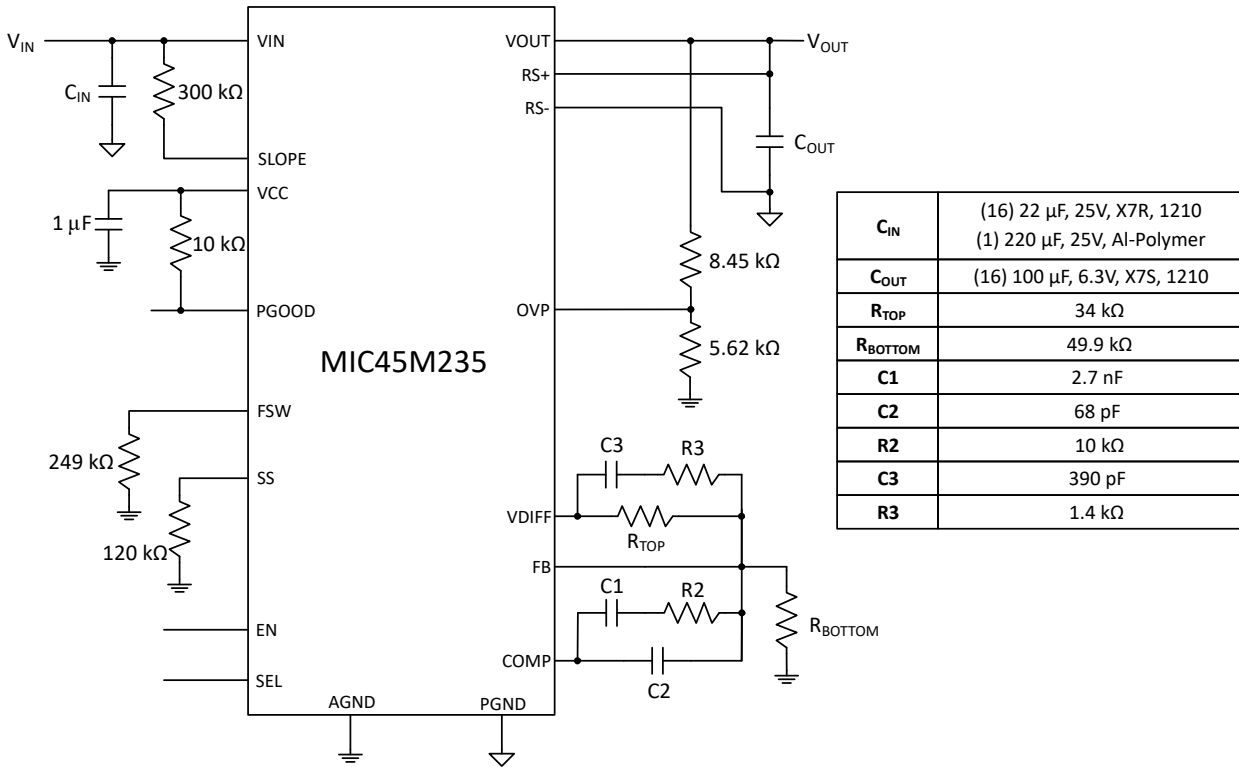 VIN
VIN
CIN
300 kΩ
SLOPE
VCC
1 µF
10 kΩ
PGOOD
MIC45M235
FSW
249 kΩ
SS
120 kΩ
EN
SEL
AGND
PGND
VOUT
VOUT
RS+
RS-
COUT
8.45 kΩ
OVP
5.62 kΩ
C3
R3
VDIFF
RTOP
FB
C1
R2
RBOTTOM
COMP
C2
CIN (16) 22 µF, 25V, X7R, 1210
(1) 220 µF, 25V, Al-Polymer
COUT (16) 100 µF, 6.3V, X7S, 1210
RTOP 34 kΩ
RBOTTOM 49.9 kΩ
C1 2.7 nF
C2 68 pF
R2 10 kΩ
C3 390 pF
R3 1.4 kΩ